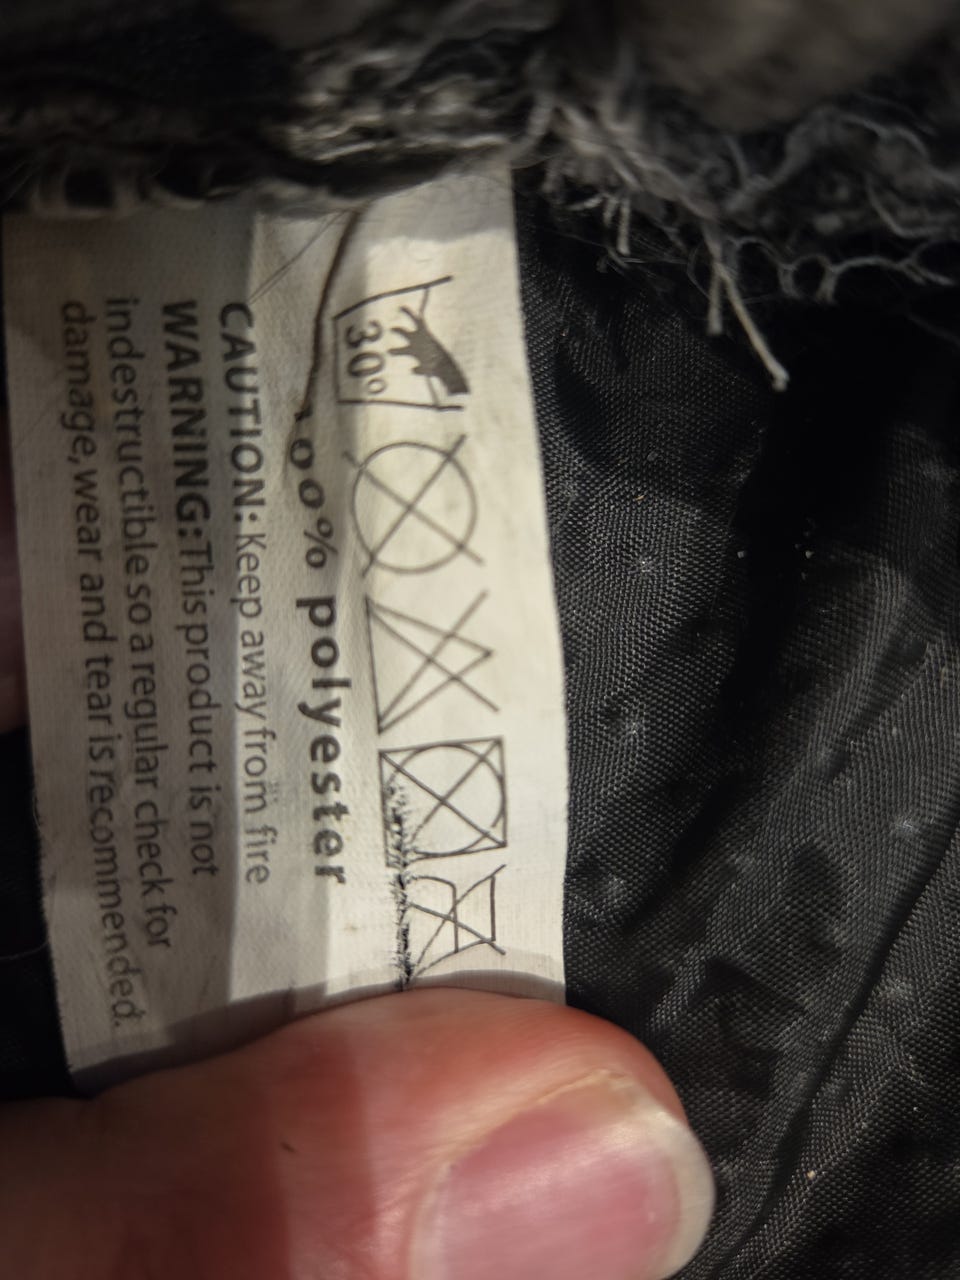 30°
100% polyester
CAUTION: Keep away from fire
WARNING:This product is not
indestructible so a regular check for
damage, wear and tear is recommended.